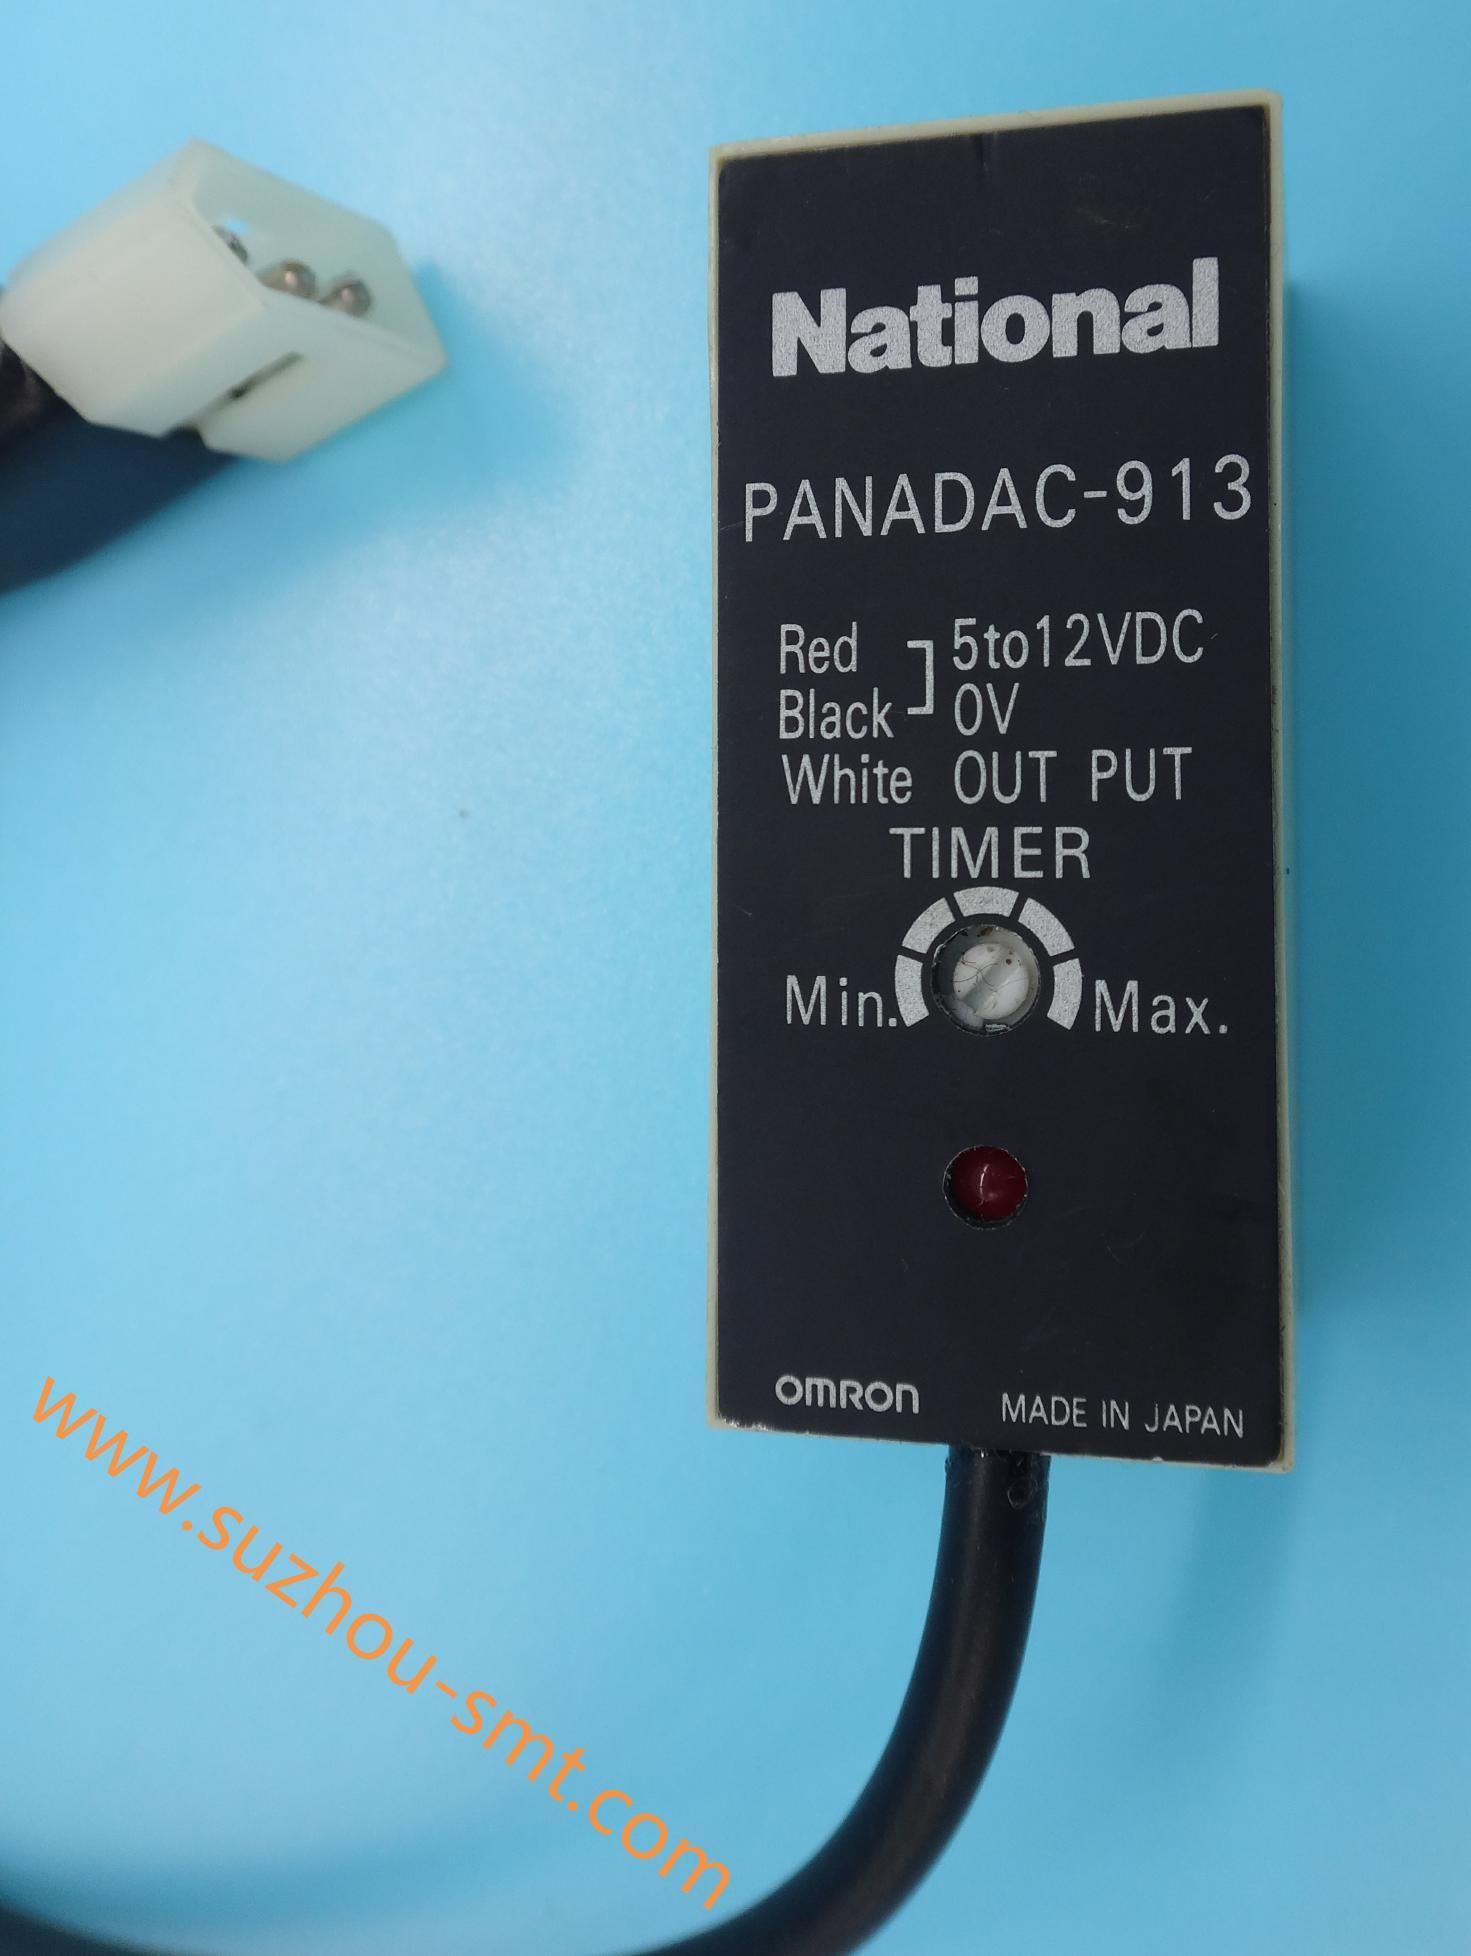 National
PANADAC-913
Red 5to12VDC
Black 0V
White OUT PUT
TIMER
Min. Max.
OMRON MADE IN JAPAN
www.suzhou-smt.com